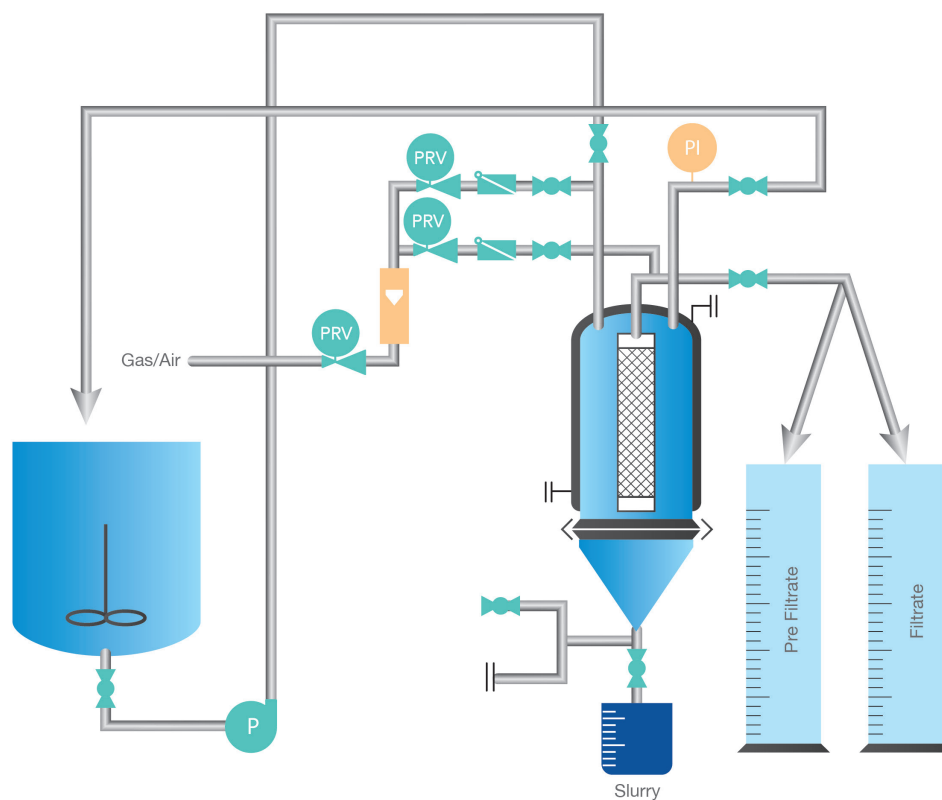 PRV
PI
PRV
PRV
Gas/Air
Pre Filtrate
Filtrate
P
Slurry